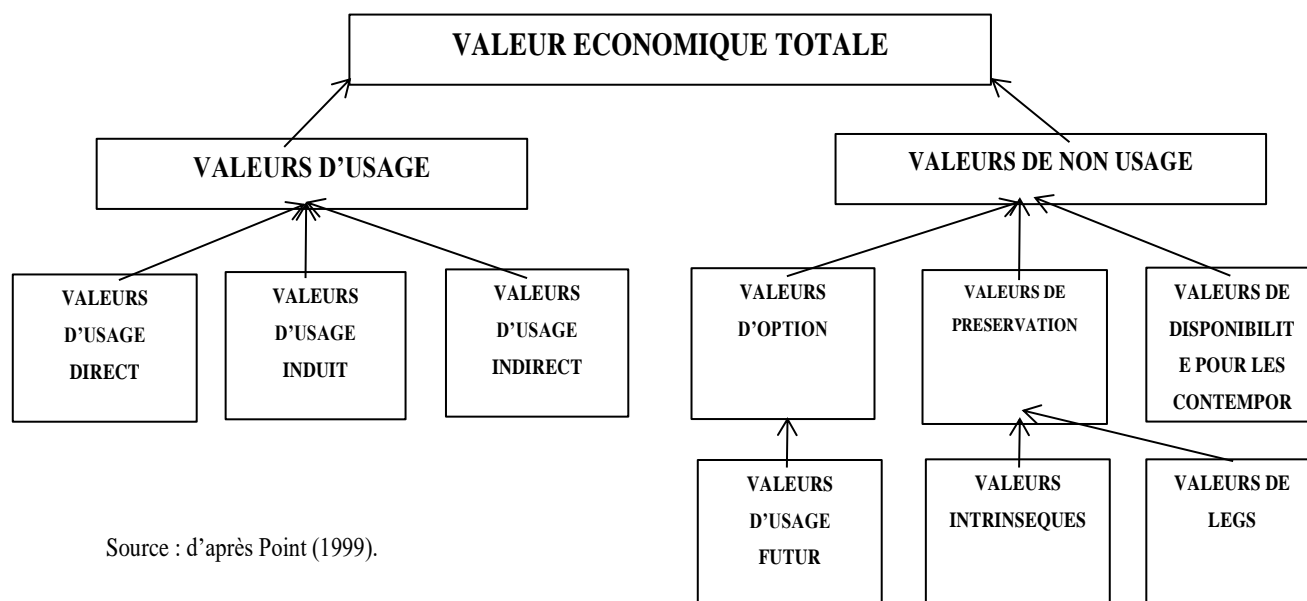 VALEUR ECONOMIQUE TOTALE
VALEURS D’USAGE
VALEURS DE NON USAGE
VALEURS
D’USAGE
DIRECT
VALEURS
D’USAGE
INDUIT
VALEURS
D’USAGE
INDIRECT
VALEURS
D’OPTION
VALEURS DE
PRESERVATION
VALEURS DE
DISPONIBILIT
E POUR LES
CONTEMPOR
VALEURS
D’USAGE
FUTUR
VALEURS
INTRINSEQUES
VALEURS DE
LEGS
Source : d’après Point (1999).